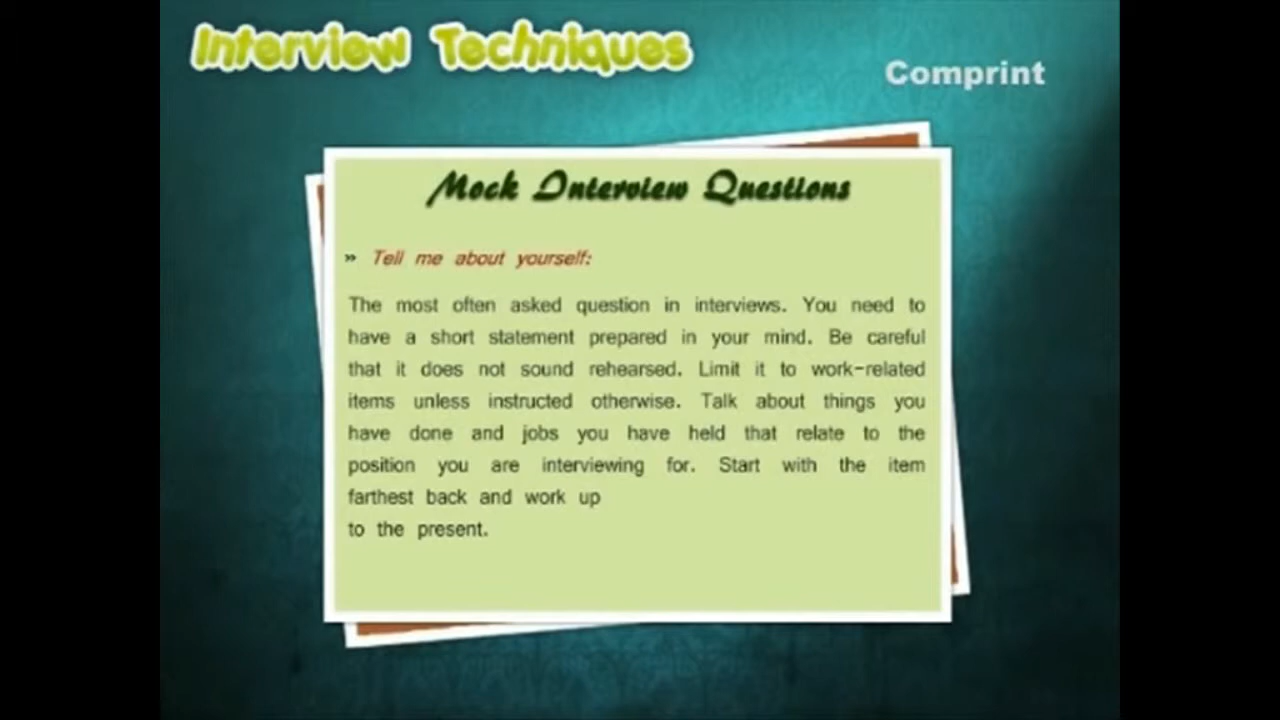 Interview Techniques
Comprint
Mock Interview Questions
» Tell me about yourself:
The most often asked question in interviews. You need to
have a short statement prepared in your mind. Be careful
that it does not sound rehearsed. Limit it to work-related
items unless instructed otherwise. Talk about things you
have done and jobs you have held that relate to the
position you are interviewing for. Start with the item
farthest back and work up
to the present.